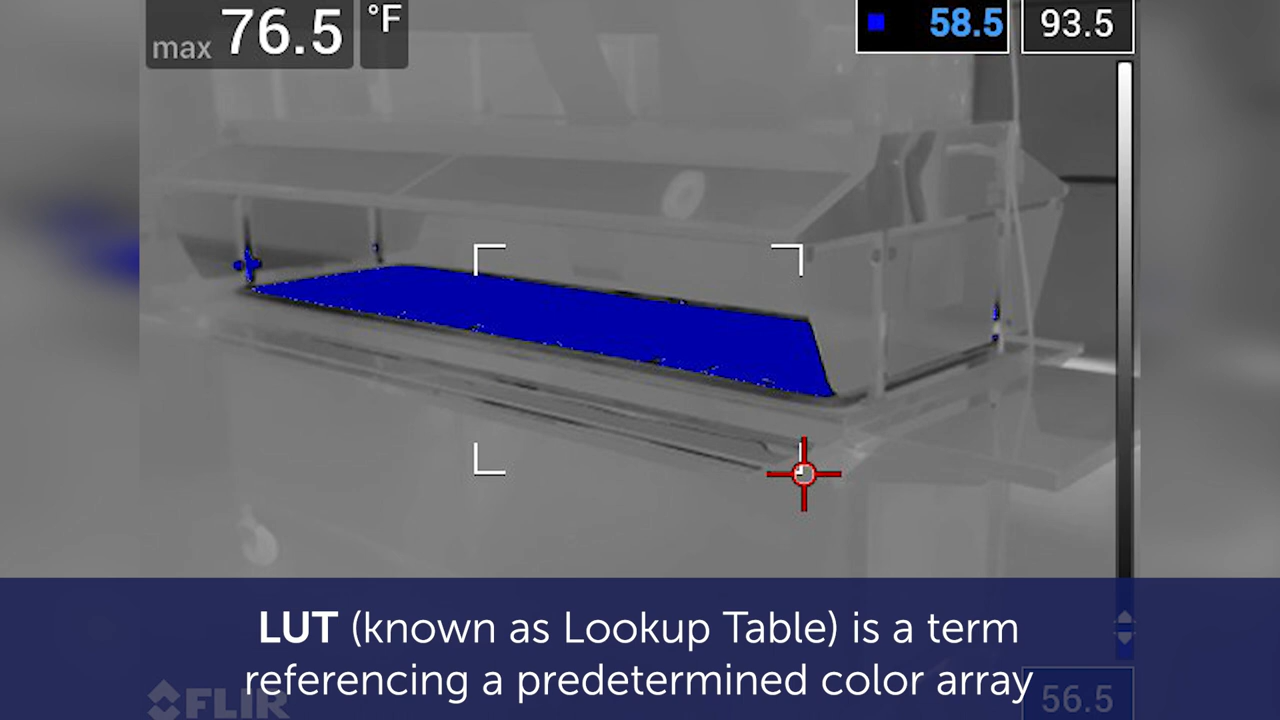 max 76.5 °F
58.5
93.5
LUT (known as Lookup Table) is a term
referencing a predetermined color array
56.5
FLIR